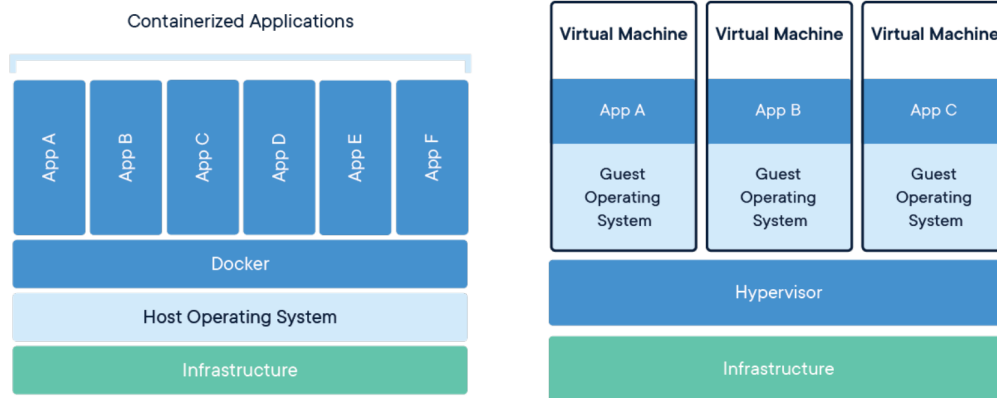 Containerized Applications
App A
App B
App C
App D
App E
App F
Docker
Host Operating System
Infrastructure
Virtual Machine
App A
Guest
Operating
System
Virtual Machine
App B
Guest
Operating
System
Virtual Machine
App C
Guest
Operating
System
Hypervisor
Infrastructure